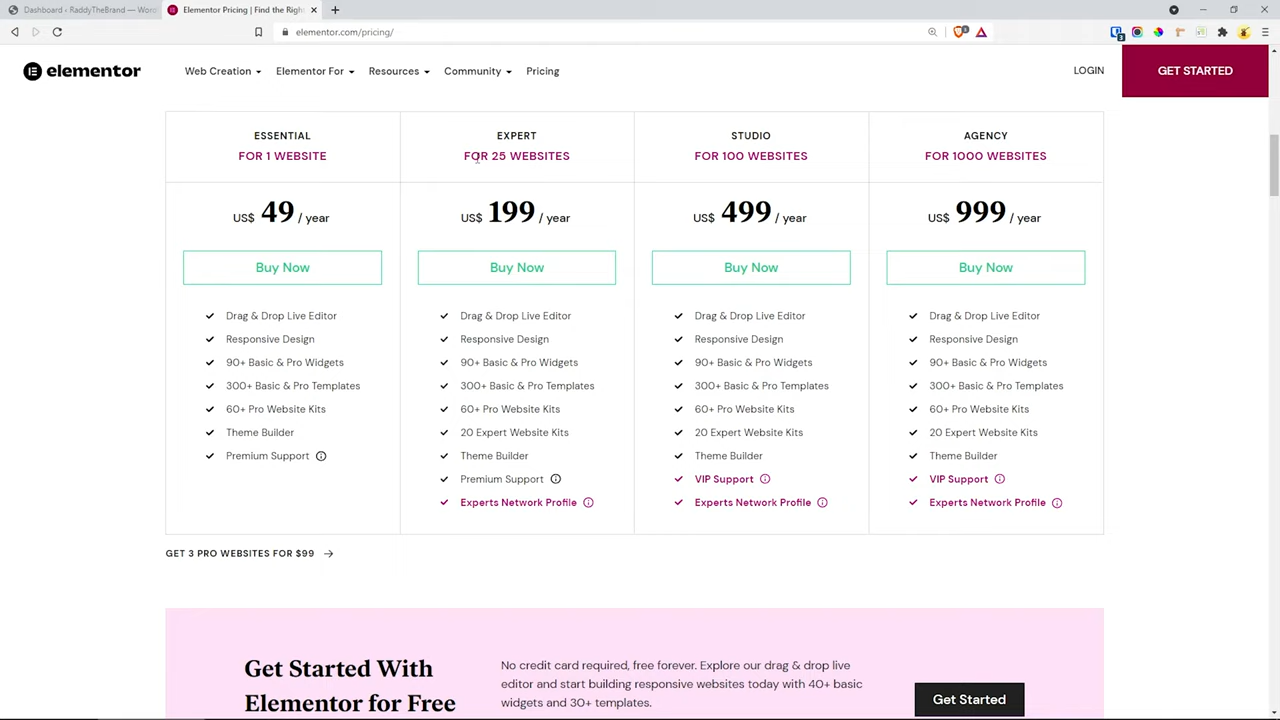 Dashboard ‹ RaddyTheBrand — Wor
Elementor Pricing | Find the Righ
elementor.com/pricing/
elementor
Web Creation
Elementor For
Resources
Community
Pricing
LOGIN
GET STARTED
ESSENTIAL
FOR 1 WEBSITE
US$ 49 / year
Buy Now
Drag & Drop Live Editor
Responsive Design
90+ Basic & Pro Widgets
300+ Basic & Pro Templates
60+ Pro Website Kits
Theme Builder
Premium Support
EXPERT
FOR 25 WEBSITES
US$ 199 / year
Buy Now
Drag & Drop Live Editor
Responsive Design
90+ Basic & Pro Widgets
300+ Basic & Pro Templates
60+ Pro Website Kits
20 Expert Website Kits
Theme Builder
Premium Support
Experts Network Profile
STUDIO
FOR 100 WEBSITES
US$ 499 / year
Buy Now
Drag & Drop Live Editor
Responsive Design
90+ Basic & Pro Widgets
300+ Basic & Pro Templates
60+ Pro Website Kits
20 Expert Website Kits
Theme Builder
VIP Support
Experts Network Profile
AGENCY
FOR 1000 WEBSITES
US$ 999 / year
Buy Now
Drag & Drop Live Editor
Responsive Design
90+ Basic & Pro Widgets
300+ Basic & Pro Templates
60+ Pro Website Kits
20 Expert Website Kits
Theme Builder
VIP Support
Experts Network Profile
GET 3 PRO WEBSITES FOR $99
Get Started With
Elementor for Free
No credit card required, free forever. Explore our drag & drop live
editor and start building responsive websites today with 40+ basic
widgets and 30+ templates.
Get Started